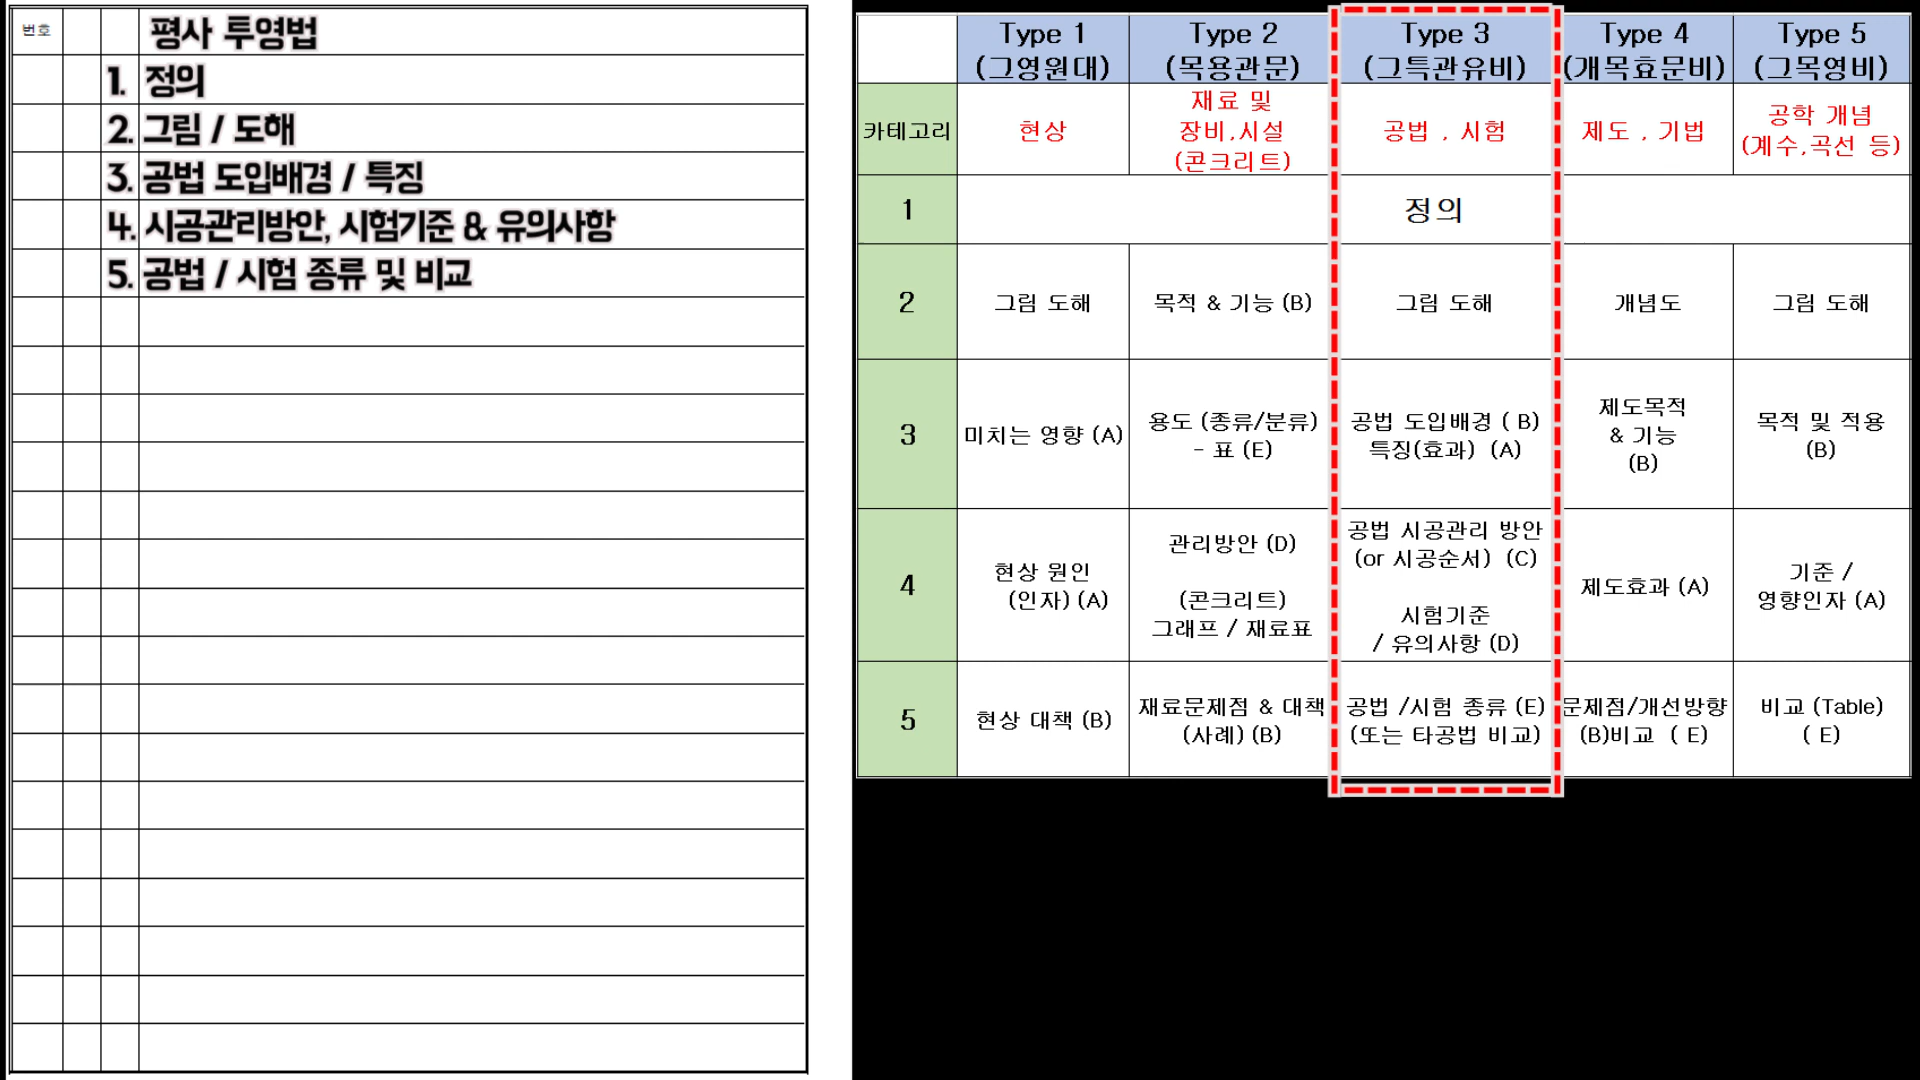 번호
평사 투영법
1. 정의
2. 그림 / 도해
3. 공법 도입배경 / 특징
4. 시공관리방안, 시험기준 & 유의사항
5. 공법 / 시험 종류 및 비교
Type 1
(그영원대)
Type 2
(목용관문)
Type 3
(그특관유비)
Type 4
(개목효문비)
Type 5
(그목영비)
카테고리
현상
재료 및
장비,시설
(콘크리트)
공법 , 시험
제도 , 기법
공학 개념
(계수,곡선 등)
1
정의
2
그림 도해
목적 & 기능 (B)
그림 도해
개념도
그림 도해
3
미치는 영향 (A)
용도 (종류/분류)
- 표 (E)
공법 도입배경 ( B)
특징(효과) (A)
제도목적
& 기능
(B)
목적 및 적용
(B)
4
현상 원인
(인자) (A)
관리방안 (D)
(콘크리트)
그래프 / 재료표
공법 시공관리 방안
(or 시공순서) (C)
시험기준
/ 유의사항 (D)
제도효과 (A)
기준 /
영향인자 (A)
5
현상 대책 (B)
재료문제점 & 대책
(사례) (B)
공법 /시험 종류 (E)
(또는 타공법 비교)
문제점/개선방향
(B)비교 ( E)
비교 (Table)
( E)